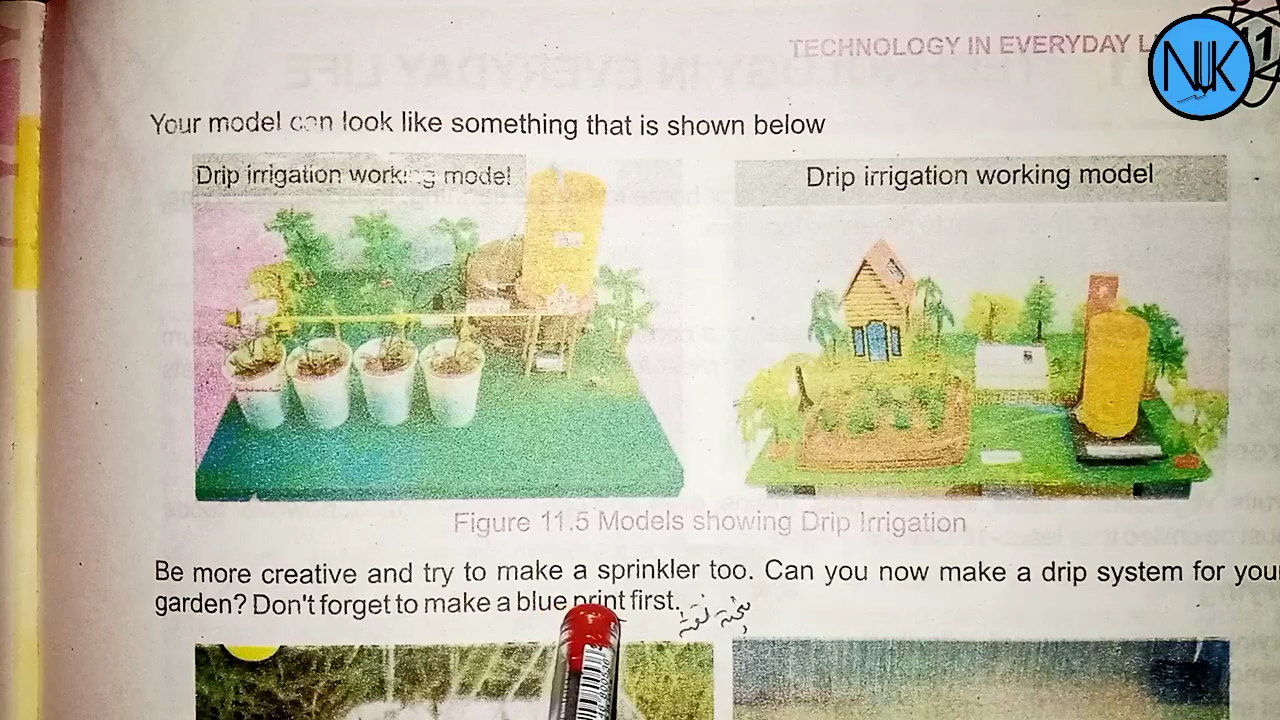 TECHNOLOGY IN EVERYDAY
11
NJK
Your model can look like something that is shown below
Drip irrigation working model
Drip irrigation working model
Figure 11.5 Models showing Drip Irrigation
Be more creative and try to make a sprinkler too. Can you now make a drip system for your
garden? Don't forget to make a blue print first.